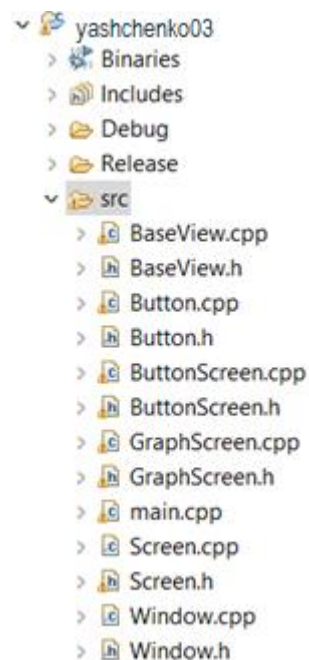 yashchenko03
Binaries
Includes
Debug
Release
src
BaseView.cpp
BaseView.h
Button.cpp
Button.h
ButtonScreen.cpp
ButtonScreen.h
GraphScreen.cpp
GraphScreen.h
main.cpp
Screen.cpp
Screen.h
Window.cpp
Window.h